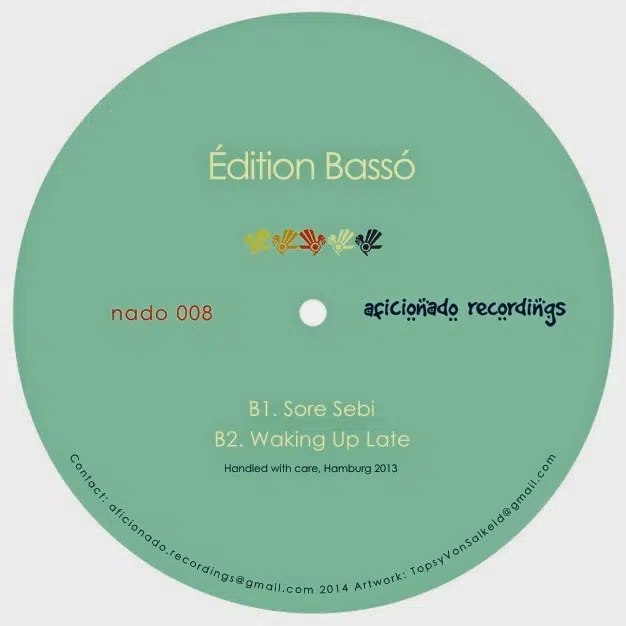 Édition Bassó
nado 008
aficionado recordings
B1. Sore Sebi
B2. Waking Up Late
Handled with care, Hamburg 2013
Contact: aficionado.recordings@gmail.com 2014 Artwork: TopsyVonSalkeld@gmail.com